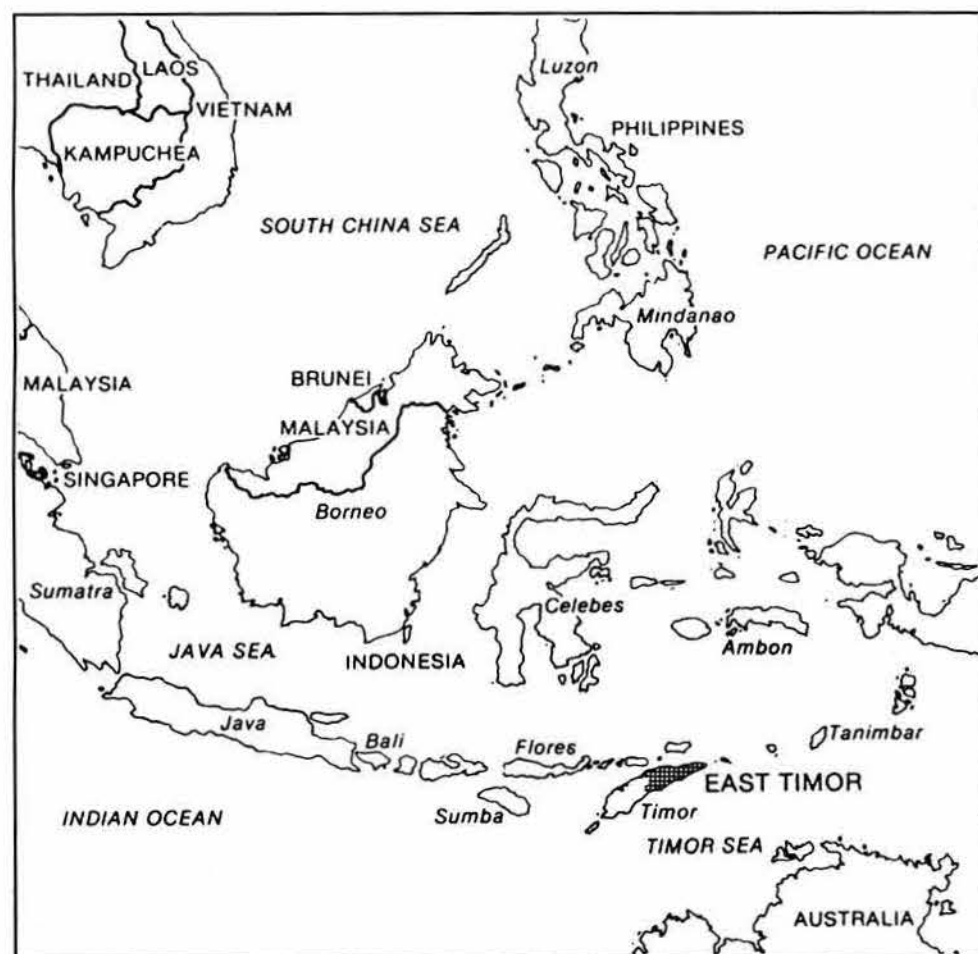 Luzon
LAOS
THAILAND
VIETNAM
PHILIPPINES
KAMPUCHEA
SOUTH CHINA SEA
PACIFIC OCEAN
Mindanao
BRUNEI
MALAYSIA
MALAYSIA
SINGAPORE
Borneo
Sumatra
Celebes
JAVA SEA
INDONESIA
Ambon
Java
Bali
Flores
Tanimbar
EAST TIMOR
INDIAN OCEAN
Sumba
Timor
TIMOR SEA
AUSTRALIA